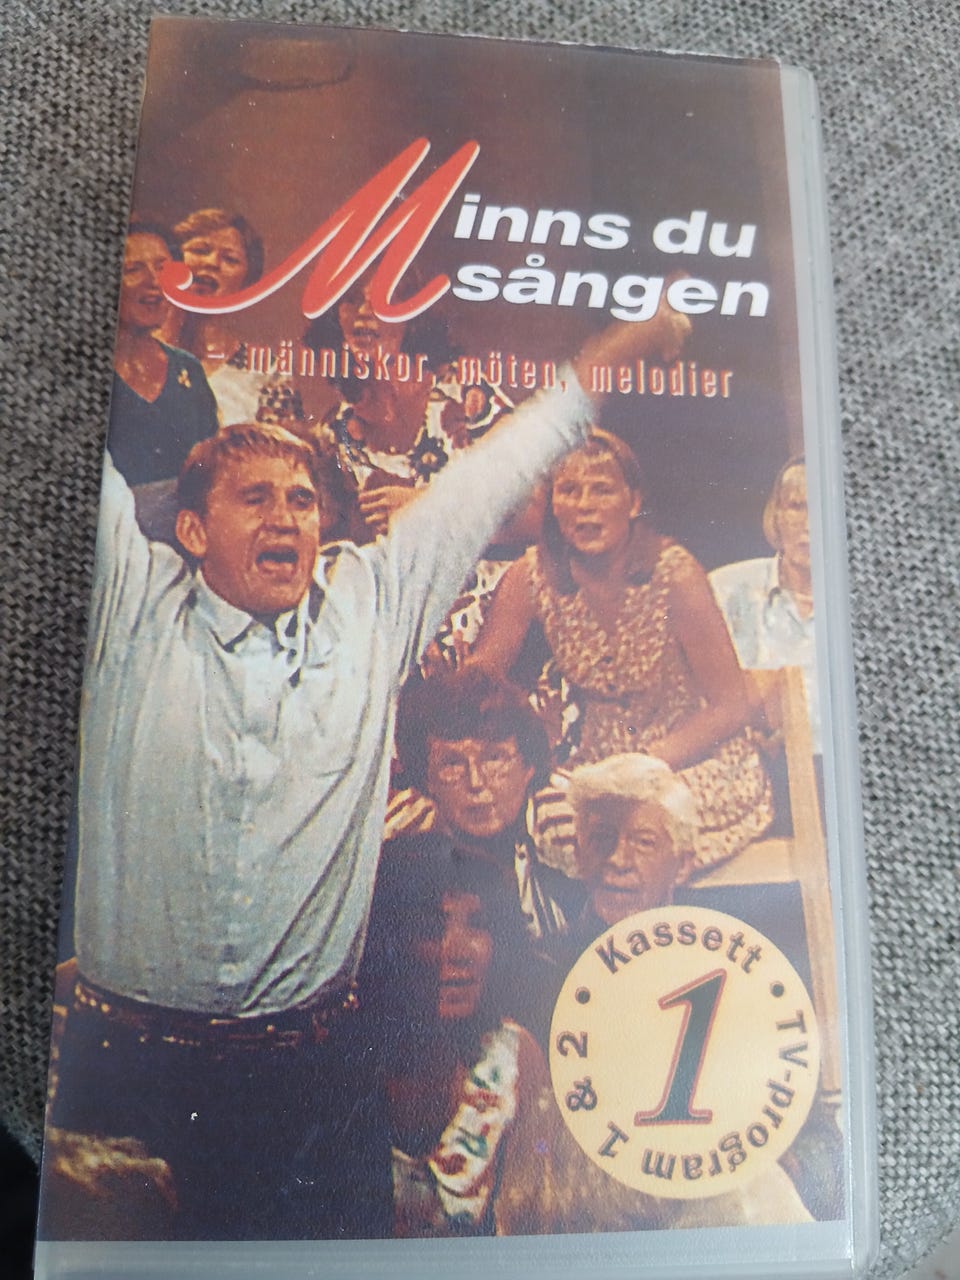 Minns du
sången
– människor, möten, melodier
Kassett
1
• TV-program 1 & 2 •